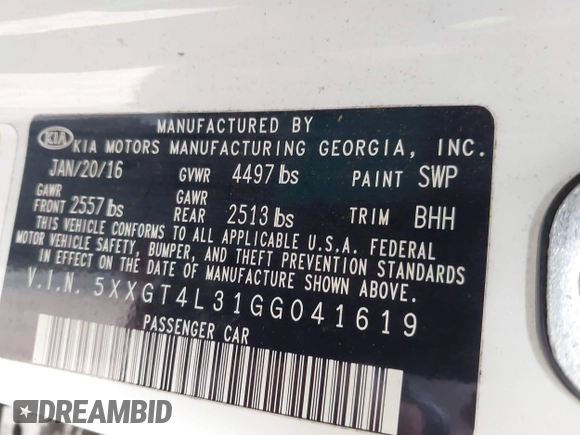 MANUFACTURED BY
KIA KIA MOTORS MANUFACTURING GEORGIA, INC.
JAN/20/16 GVWR 4497 lbs PAINT SWP
GAWR FRONT 2557 lbs GAWR REAR 2513 lbs TRIM BHH
THIS VEHICLE CONFORMS TO ALL APPLICABLE U.S.A. FEDERAL
MOTOR VEHICLE SAFETY, BUMPER, AND THEFT PREVENTION STANDARDS
IN EFFECT ON THE DATE OF MANUFACTURE SHOWN ABOVE.
V.I.N. 5XXGT4L31GG041619
PASSENGER CAR
DREAMBID